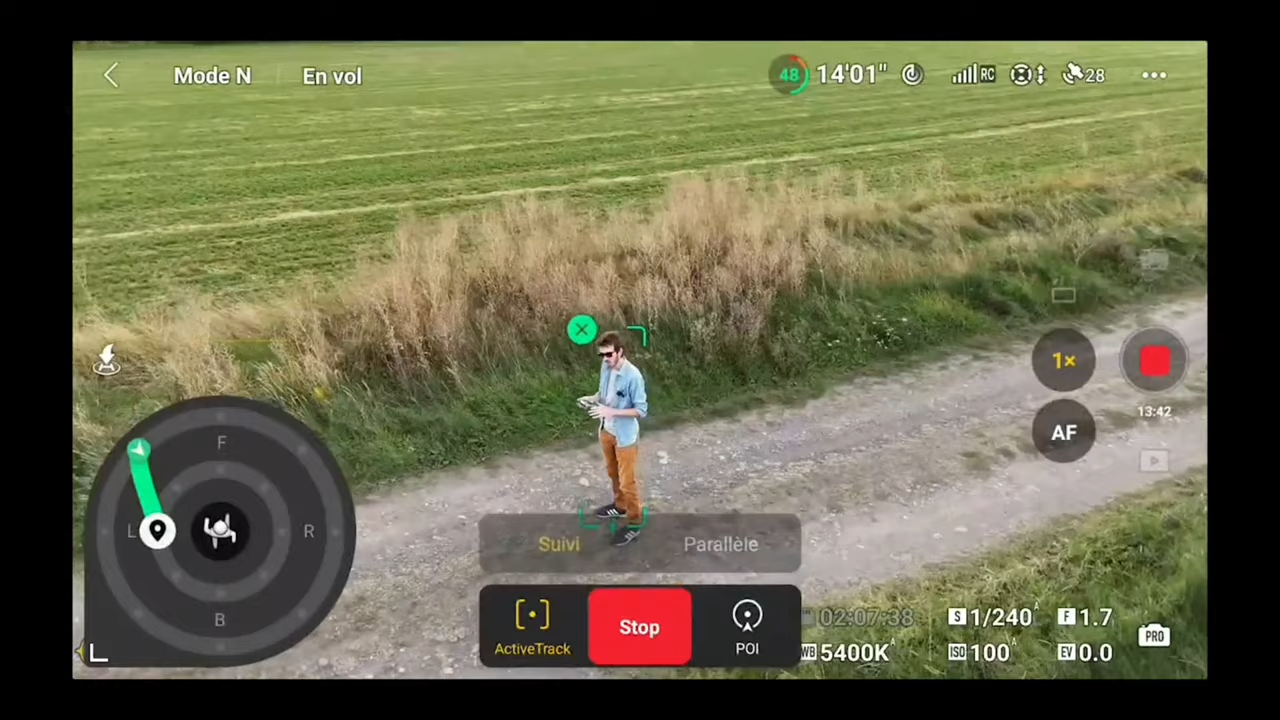 Mode N
En vol
48
14'01"
RC
28
1×
13:42
AF
F
L
R
B
Suivi
Parallèle
ActiveTrack
Stop
POI
L
02:07:38
S 1/240 A
F 1.7
WB 5400K A
ISO 100 A
EV 0.0
PRO